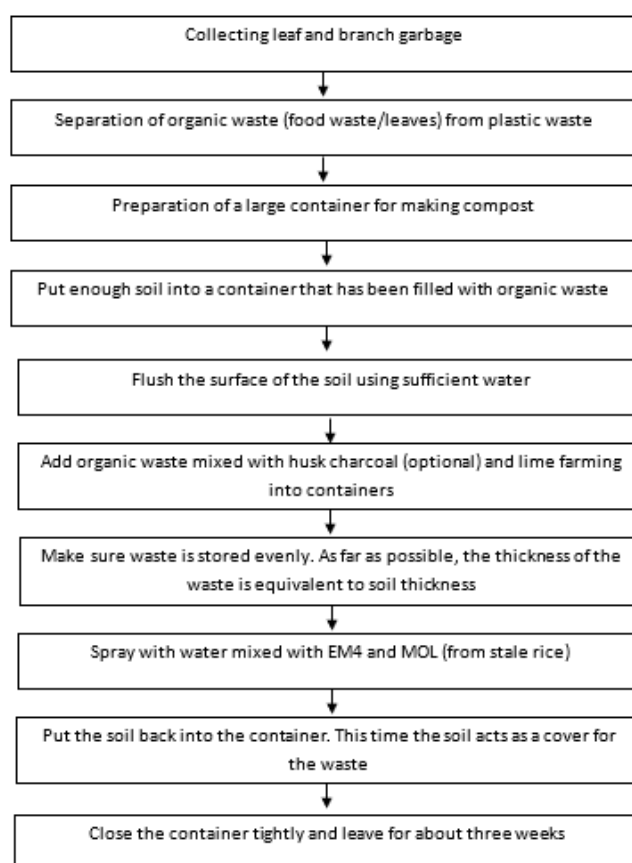 Collecting leaf and branch garbage
Separation of organic waste (food waste/leaves) from plastic waste
Preparation of a large container for making compost
Put enough soil into a container that has been filled with organic waste
Flush the surface of the soil using sufficient water
Add organic waste mixed with husk charcoal (optional) and lime farming
into containers
Make sure waste is stored evenly. As far as possible, the thickness of the
waste is equivalent to soil thickness
Spray with water mixed with EM4 and MOL (from stale rice)
Put the soil back into the container. This time the soil acts as a cover for
the waste
Close the container tightly and leave for about three weeks